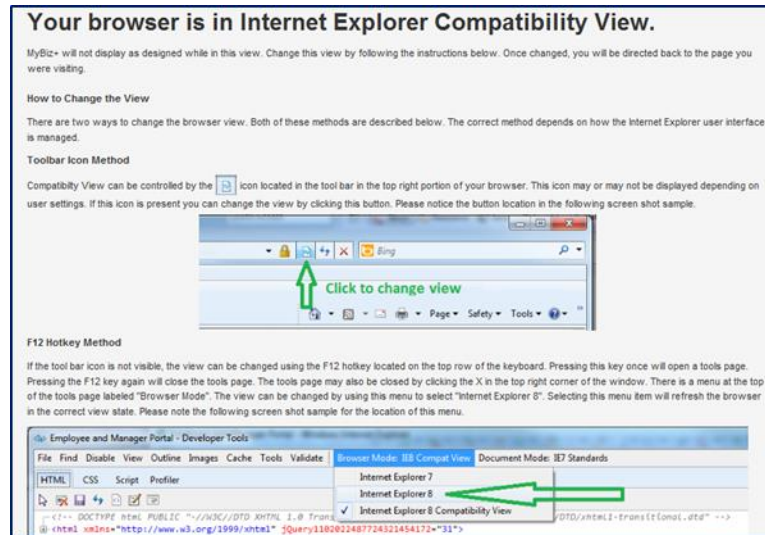 Your browser is in Internet Explorer Compatibility View.
MyBiz+ will not display as designed while in this view. Change this view by following the instructions below. Once changed, you will be directed back to the page you
were visiting.
How to Change the View
There are two ways to change the browser view. Both of these methods are described below. The correct method depends on how the Internet Explorer user interface
is managed.
Toolbar Icon Method
Compatibilty View can be controlled by the icon located in the tool bar in the top right portion of your browser. This icon may or may not be displayed depending on
user settings. If this icon is present you can change the view by clicking this button. Please notice the button location in the following screen shot sample.
Bing
Click to change view
Page Safety Tools
F12 Hotkey Method
If the tool bar icon is not visible, the view can be changed using the F12 hotkey located on the top row of the keyboard. Pressing this key once will open a tools page.
Pressing the F12 key again will close the tools page. The tools page may also be closed by clicking the X in the top right corner of the window. There is a menu at the top
of the tools page labeled "Browser Mode". The view can be changed by using this menu to select "Internet Explorer 8". Selecting this menu item will refresh the browser
in the correct view state. Please note the following screen shot sample for the location of this menu.
Employee and Manager Portal - Developer Tools
File Find Disable View Outline Images Cache Tools Validate Browser Mode: IE8 Compat View Document Mode: IE7 Standards
HTML CSS Script Profiler
Internet Explorer 7
Internet Explorer 8
Internet Explorer 8 Compatibility View
<!-- DOCTYPE html PUBLIC "-//W3C//DTD XHTML 1.0 Trans /DTD/xhtml1-transitional.dtd" -->
<html xmlns="http://www.w3.org/1999/xhtml" jQuery1102022487724321454172="31">